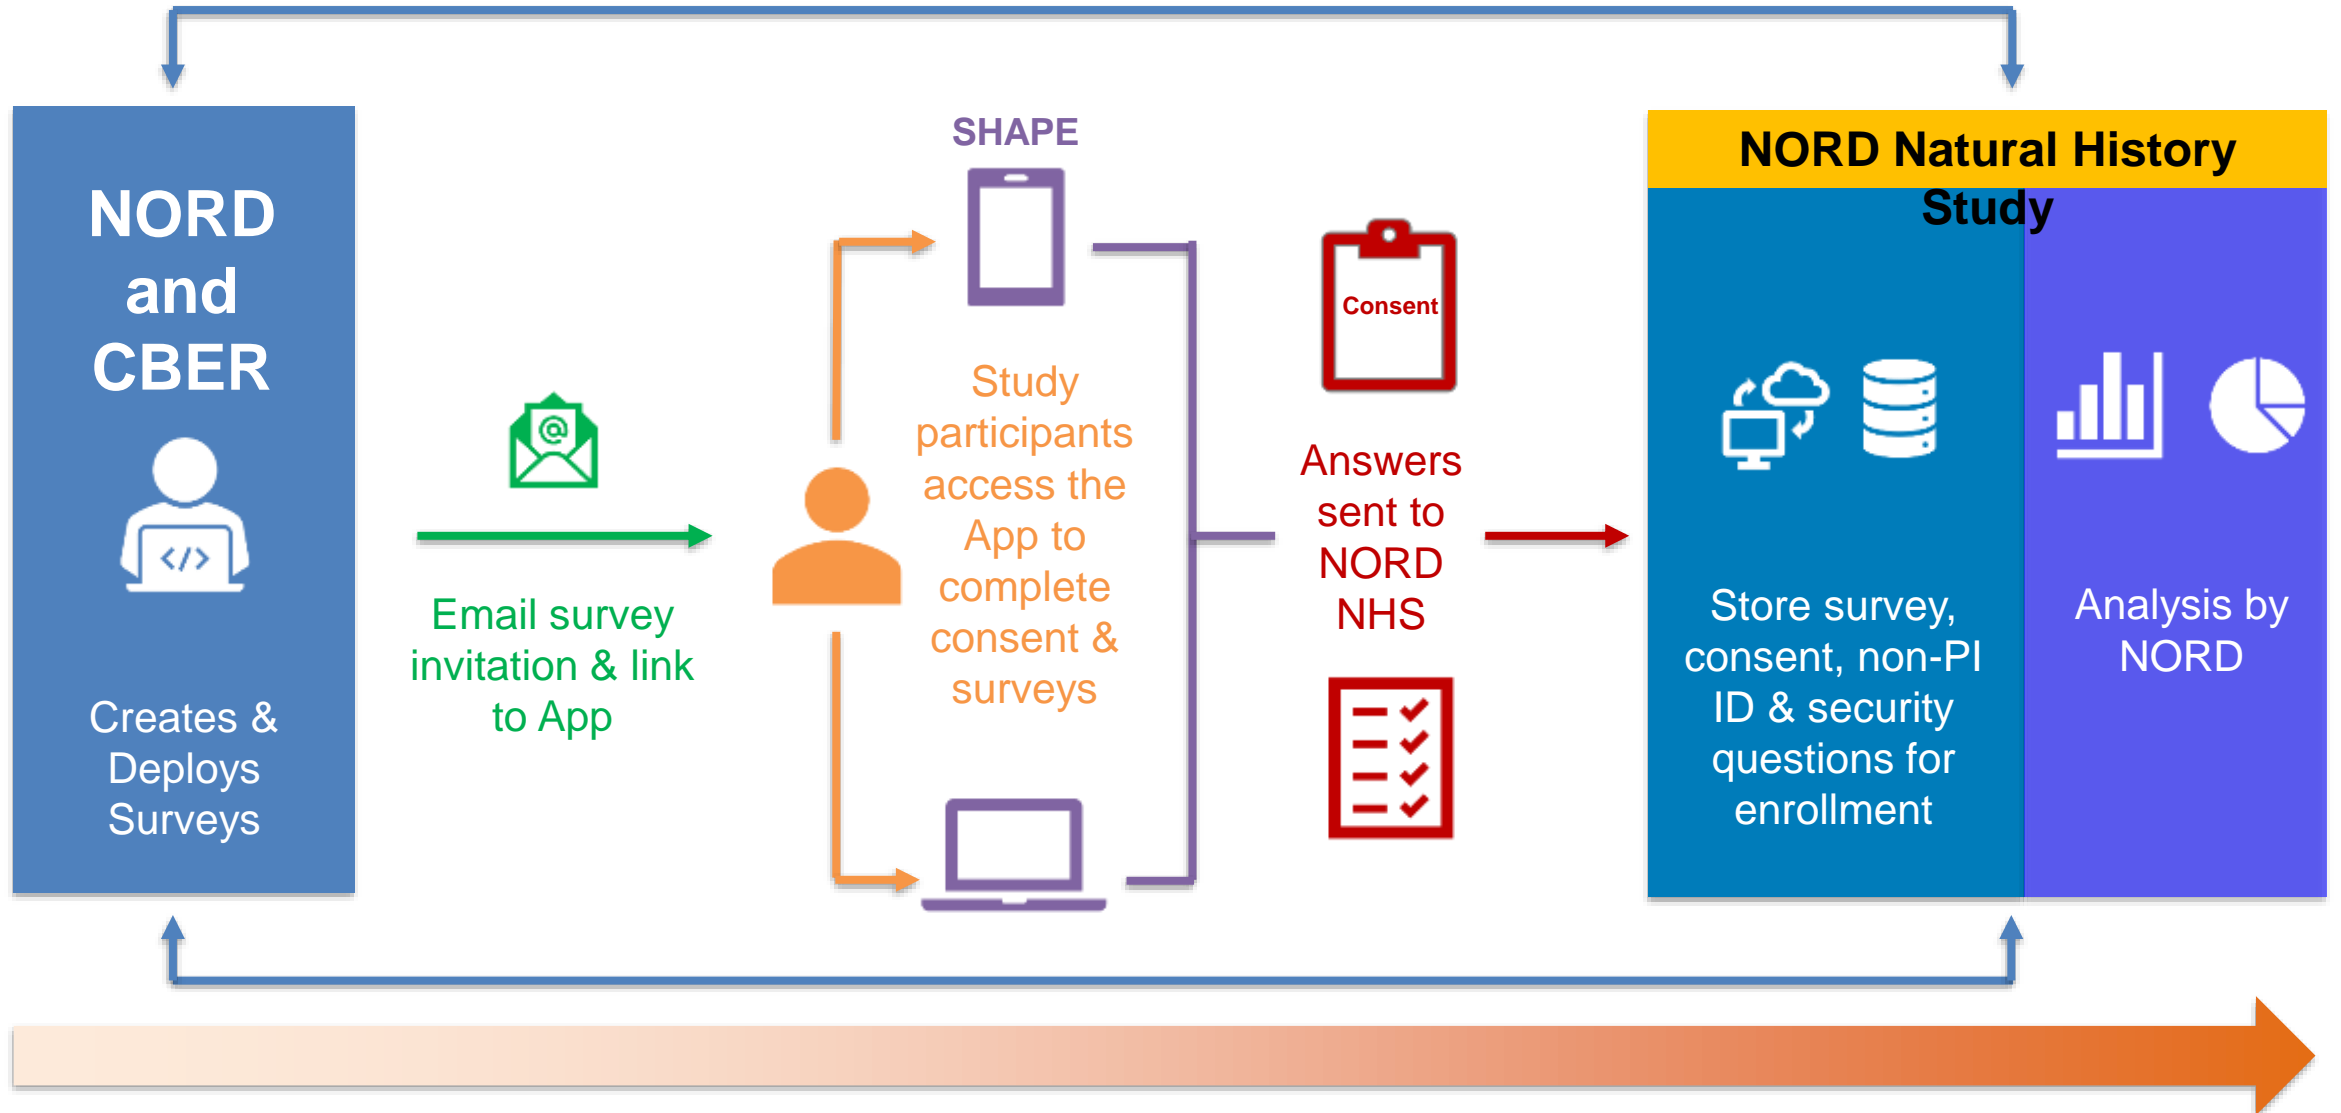 NORD
and
CBER
</>
Creates &
Deploys
Surveys
@
Email survey
invitation & link
to App
SHAPE
Study
participants
access the
App to
complete
consent &
surveys
Consent
Answers
sent to
NORD
NHS
NORD Natural History
Study
Store survey,
consent, non-PI
ID & security
questions for
enrollment
Analysis by
NORD